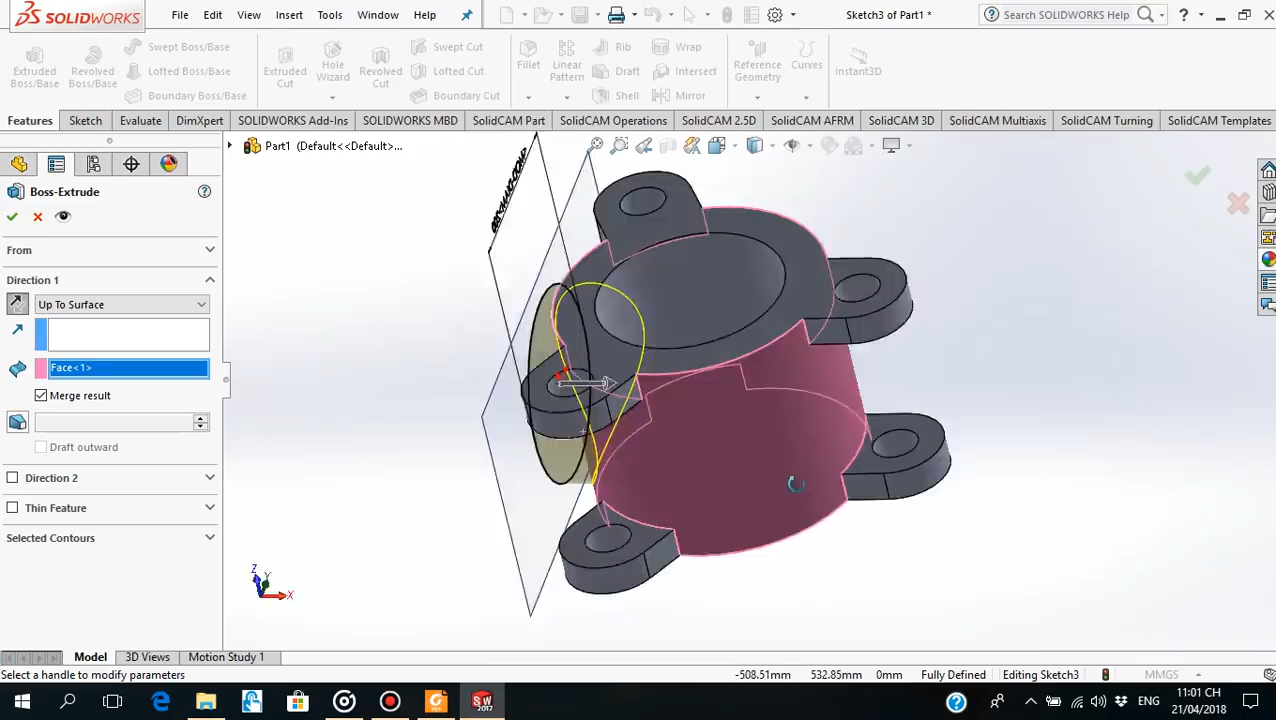 SOLIDWORKS
File Edit View Insert Tools Window Help
Sketch3 of Part1 *
Search SOLIDWORKS Help
?
Extruded Boss/Base
Revolved Boss/Base
Swept Boss/Base
Lofted Boss/Base
Boundary Boss/Base
Extruded Cut
Hole Wizard
Revolved Cut
Swept Cut
Lofted Cut
Boundary Cut
Fillet
Linear Pattern
Rib
Draft
Shell
Wrap
Intersect
Mirror
Reference Geometry
Curves
Instant3D
Features Sketch Evaluate DimXpert SOLIDWORKS Add-Ins SOLIDWORKS MBD SolidCAM Part SolidCAM Operations SolidCAM 2.5D SolidCAM AFRM SolidCAM 3D SolidCAM Multiaxis SolidCAM Turning SolidCAM Templates
Part1 (Default<<Default>...
Boss-Extrude
?
From
Direction 1
Up To Surface
Face<1>
Merge result
Draft outward
Direction 2
Thin Feature
Selected Contours
Z
Y
X
Model 3D Views Motion Study 1
Select a handle to modify parameters
-508.51mm 532.85mm 0mm Fully Defined Editing Sketch3
MMGS
SW
2017
?
ENG
11:01 CH
21/04/2018